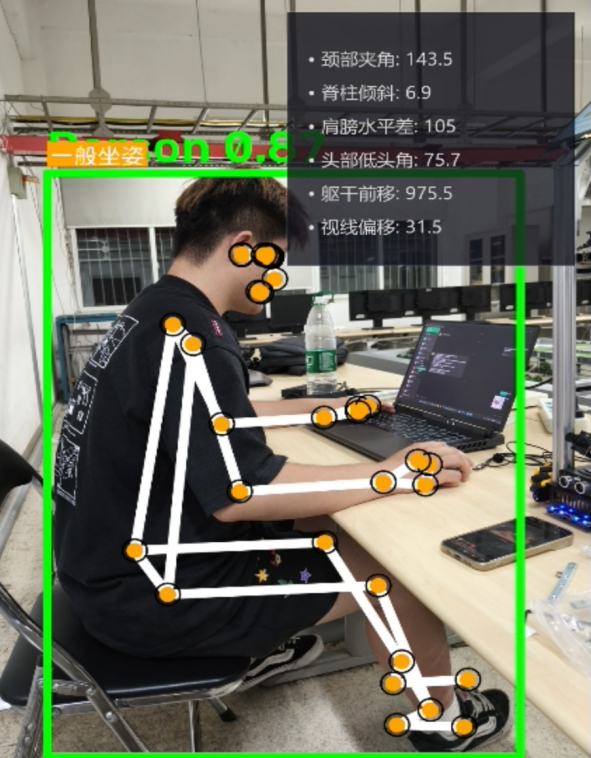 • 颈部夹角: 143.5
• 脊柱倾斜: 6.9
• 肩膀水平差: 105
• 头部低头角: 75.7
• 躯干前移: 975.5
• 视线偏移: 31.5
一般坐姿
on 0.87